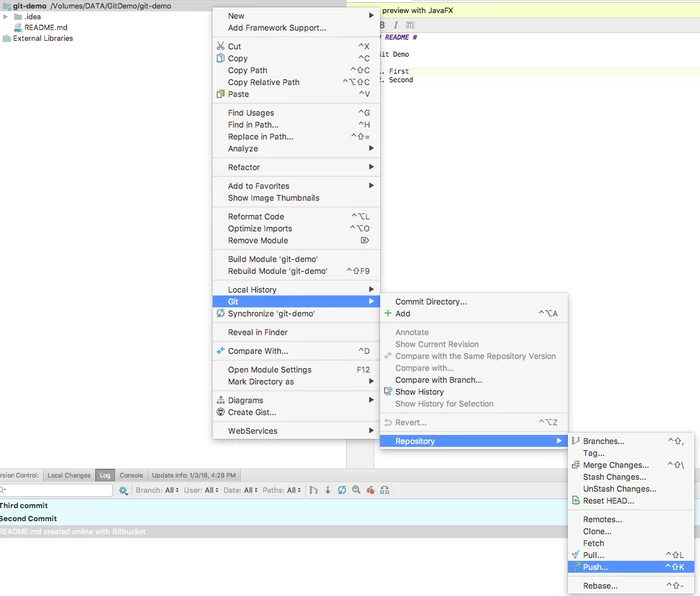 git-demo /Volumes/DATA/GitDemo/git-demo
.idea
README.md
External Libraries
preview with JavaFX
B I
README #
Git Demo
1. First
2. Second
New
Add Framework Support...
Cut ^X
Copy ^C
Copy Path ^⇧C
Copy Relative Path ^⌥⇧C
Paste ^V
Find Usages ^G
Find in Path... ^H
Replace in Path... ^⇧=
Analyze
Refactor
Add to Favorites
Show Image Thumbnails
Reformat Code ^⌥L
Optimize Imports ^⌥O
Remove Module ⌦
Build Module 'git-demo'
Rebuild Module 'git-demo' ^⇧F9
Local History
Git
Synchronize 'git-demo'
Reveal in Finder
Compare With... ^D
Open Module Settings F12
Mark Directory as
Diagrams
Create Gist...
WebServices
Commit Directory...
Add ^⌥A
Annotate
Show Current Revision
Compare with the Same Repository Version
Compare with...
Compare with Branch...
Show History
Show History for Selection
Revert... ^⌥Z
Repository
Branches... ^⇧,
Tag...
Merge Changes... ^⇧\
Stash Changes...
UnStash Changes...
Reset HEAD...
Remotes...
Clone...
Fetch
Pull... ^⇧L
Push... ^⇧K
Rebase... ^⇧-
rsion Control: Local Changes Log Console Update Info: 1/3/18, 4:28 PM
Branch: All User: All Date: All Paths: All
Third commit
Second Commit
README.md created online with Bitbucket